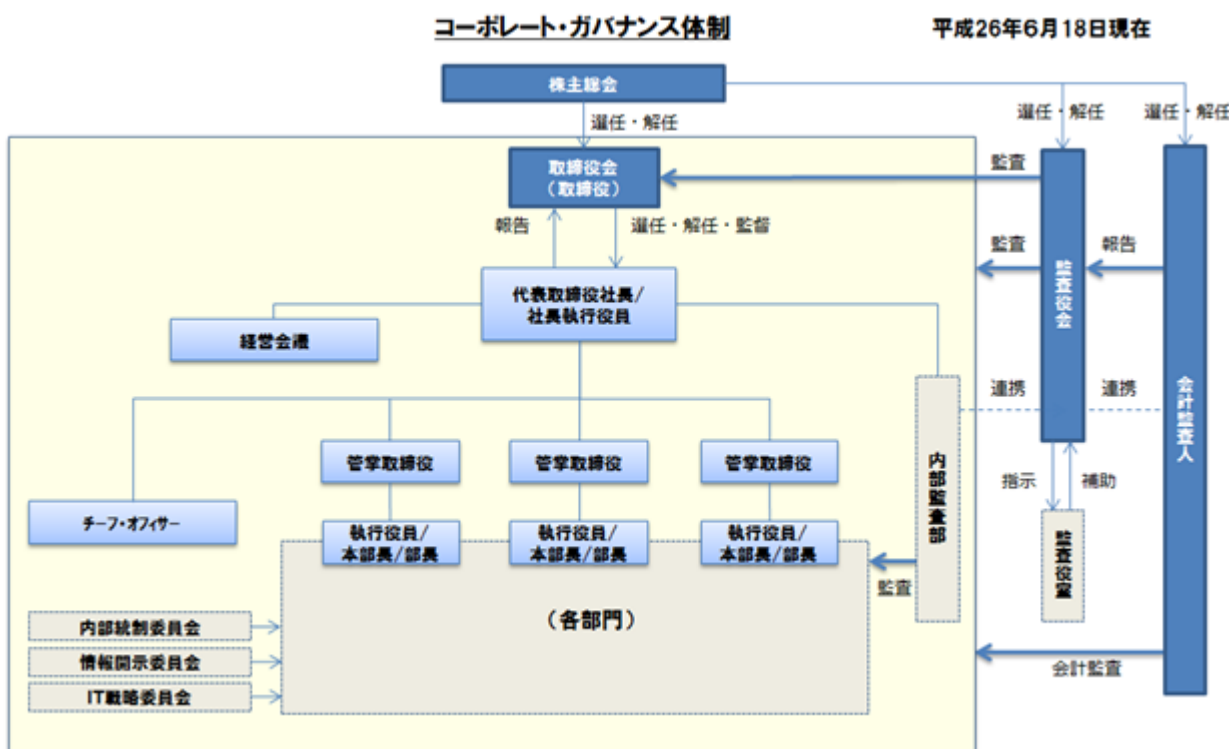 コーポレート・ガバナンス体制
平成26年6月18日現在
株主総会
選任・解任
選任・解任
選任・解任
取締役会
（取締役）
監査
報告
選任・解任・監督
監査
報告
代表取締役社長/
社長執行役員
経営会議
監査役会
会計監査人
連携
連携
内部監査部
管掌取締役
管掌取締役
管掌取締役
指示
補助
チーフ・オフィサー
執行役員/
本部長/部長
執行役員/
本部長/部長
執行役員/
本部長/部長
監査役室
監査
（各部門）
内部統制委員会
情報開示委員会
IT戦略委員会
会計監査